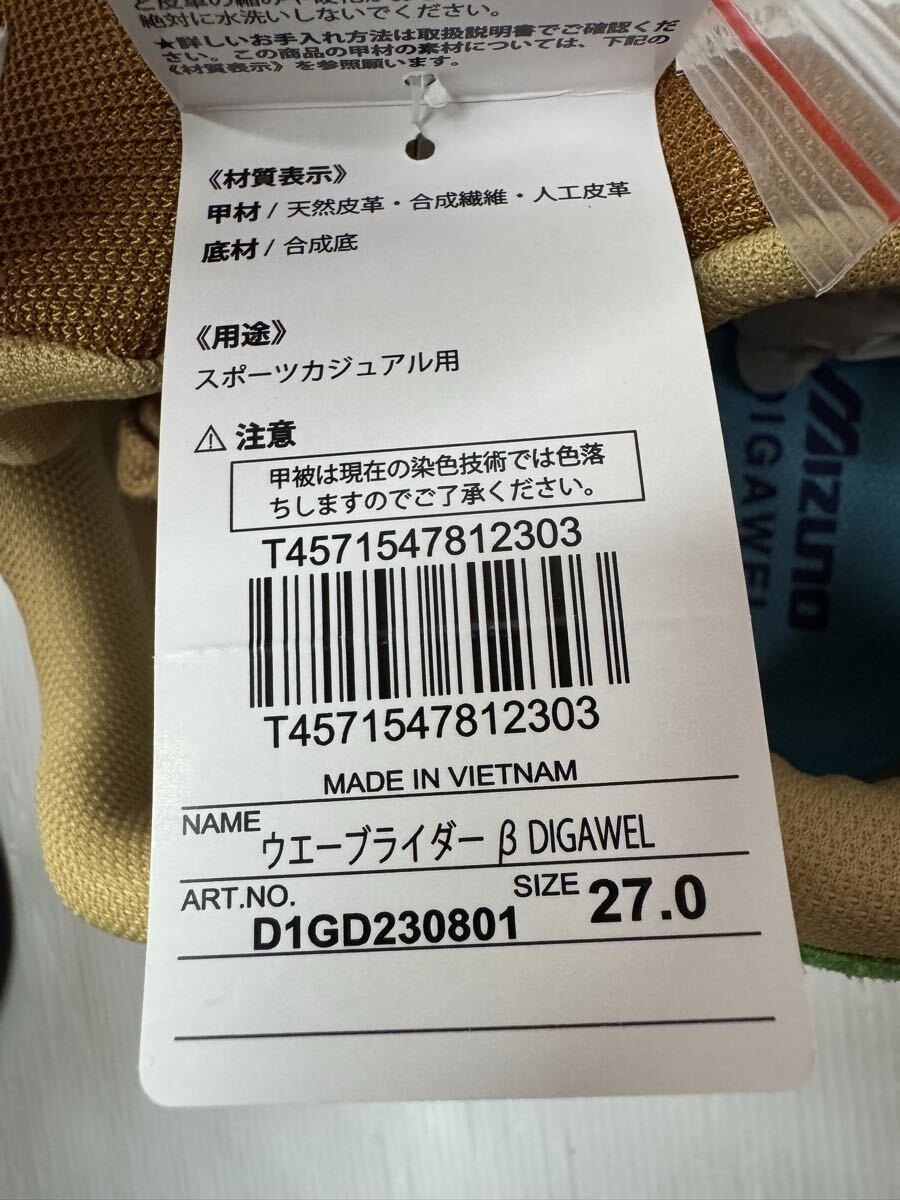 絶対に水洗いしないでください。
★詳しいお手入れ方法は取扱説明書でご確認くださ
い。この商品の甲材の素材については、下記の
《材質表示》を参照願います。
《材質表示》
甲材 / 天然皮革・合成繊維・人工皮革
底材 / 合成底
《用途》
スポーツカジュアル用
⚠ 注意
甲被は現在の染色技術では色落
ちしますのでご了承ください。
T4571547812303
T4571547812303
MADE IN VIETNAM
NAME ウエーブライダー β DIGAWEL
ART.NO. D1GD230801 SIZE 27.0
MIZUNO
DIGAWEL